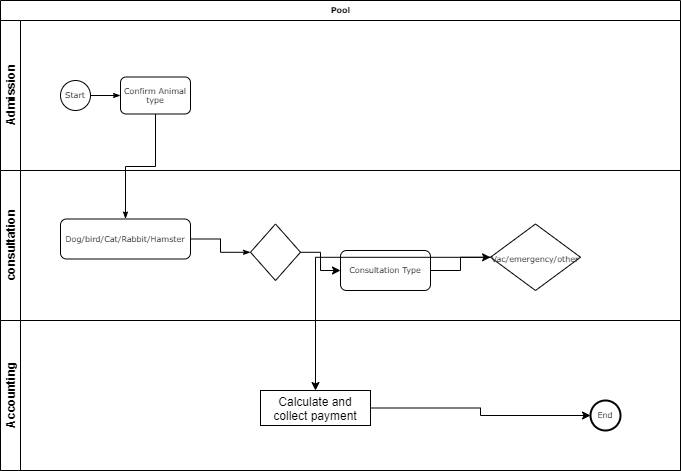 Pool
Admission
Start
Confirm Animal
type
consultation
Dog/bird/Cat/Rabbit/Hamster
Consultation Type
Vac/emergency/other
Accounting
Calculate and
collect payment
End